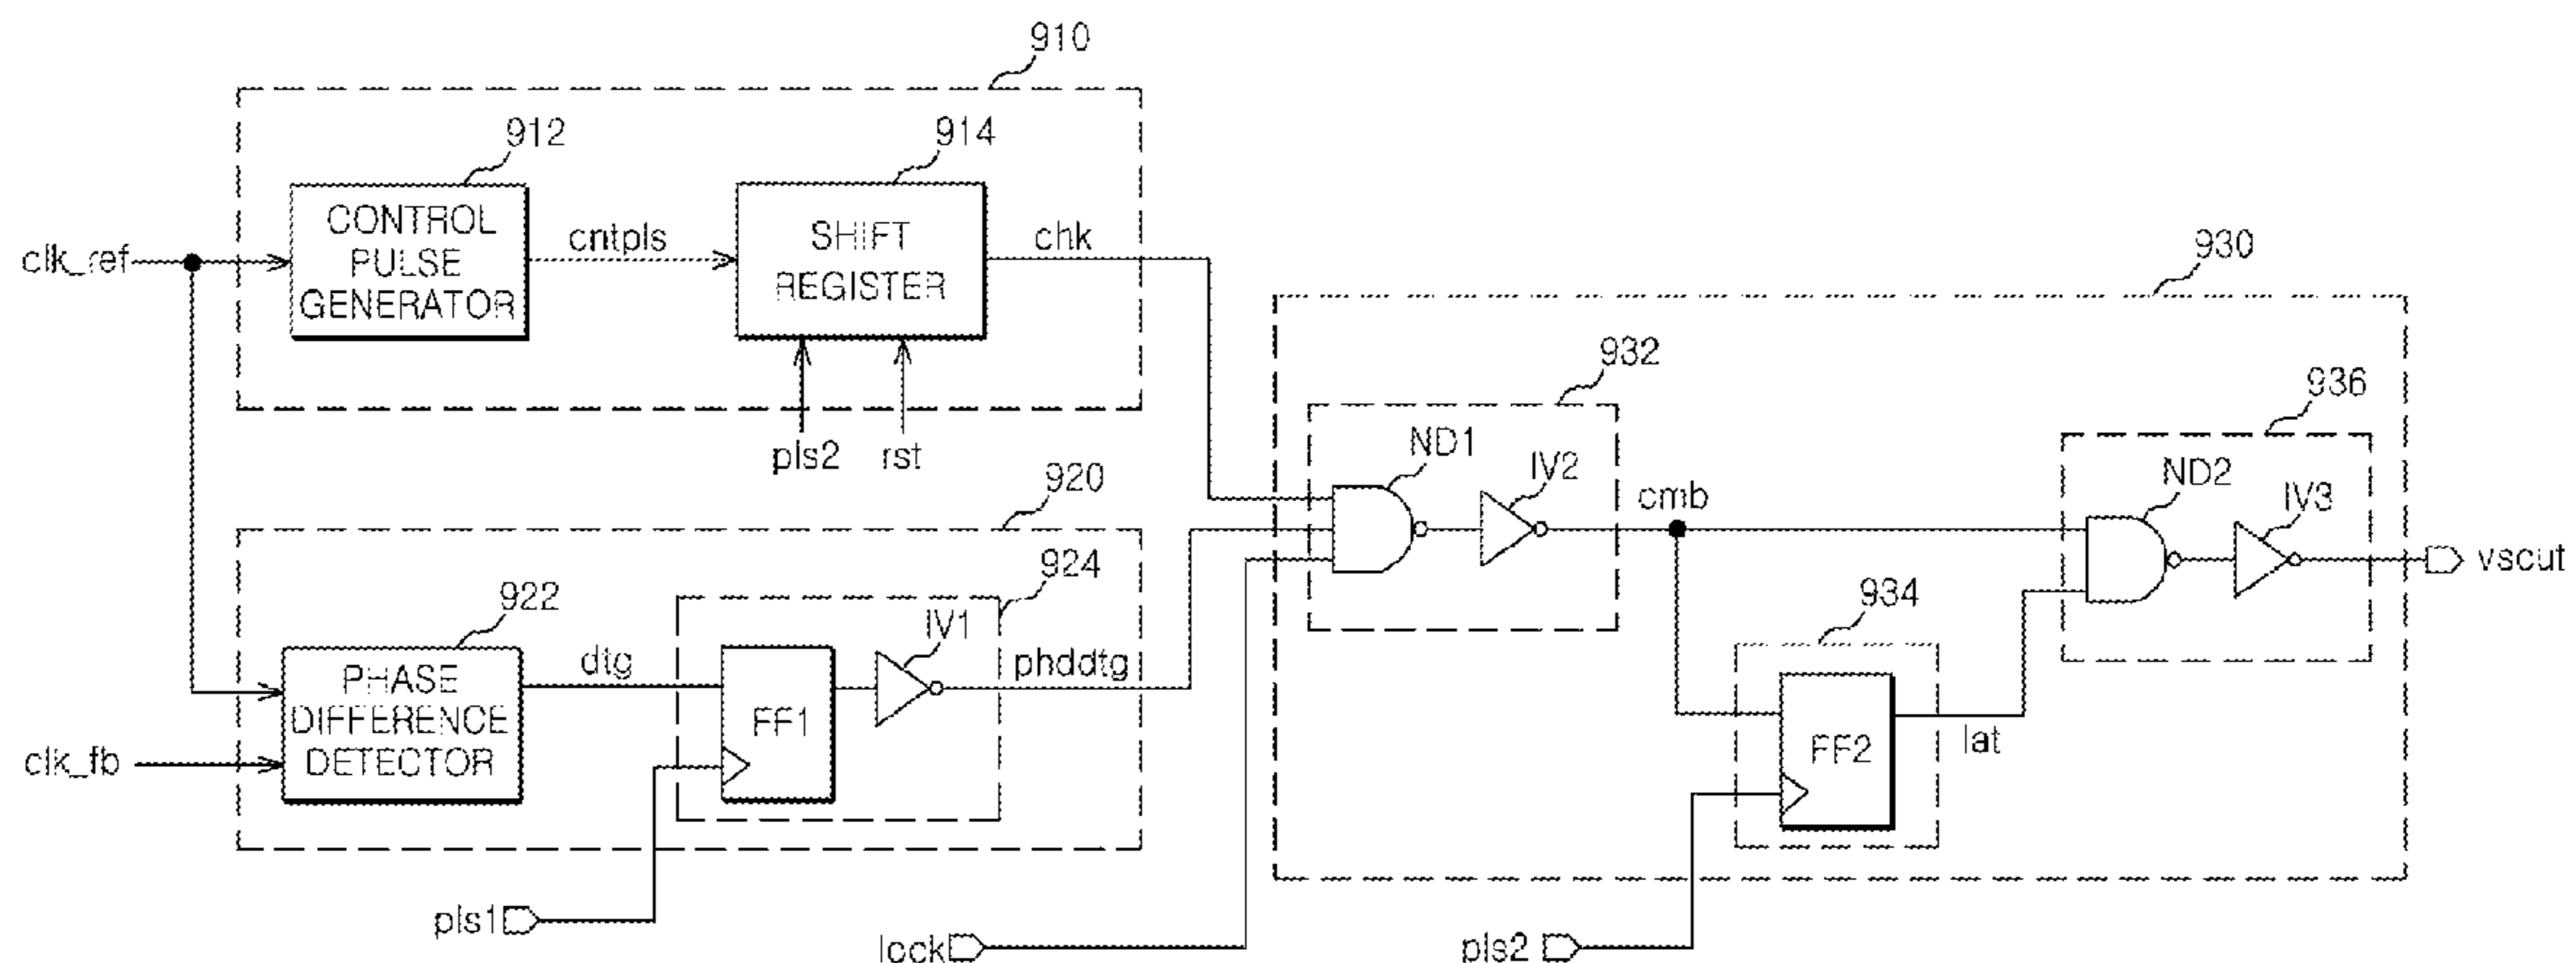 910
912
914
CONTROL
PULSE
GENERATOR
cntpls
SHIFT
REGISTER
chk
clk_ref
pls2
rst
930
932
936
ND1
IV2
cmb
ND2
IV3
vscut
920
922
924
PHASE
DIFFERENCE
DETECTOR
dtg
FF1
IV1
phddtg
clk_fb
934
FF2
lat
pls1
lock
pls2